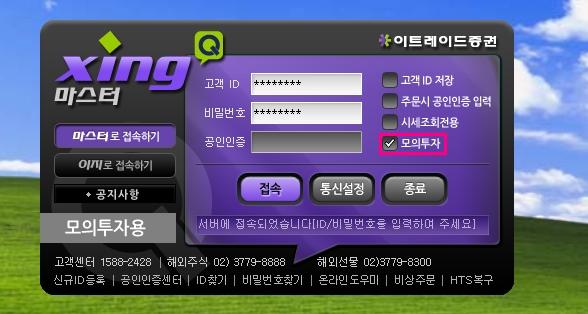 xing Q
마스터
이트레이드증권
고객 ID ********
비밀번호 ********
공인인증
고객 ID 저장
주문시 공인인증 입력
시세조회전용
모의투자
마스터로 접속하기
이지로 접속하기
공지사항
모의투자용
접속 통신설정 종료
서버에 접속되었습니다[ID/비밀번호를 입력하여 주세요]
고객센터 1588-2428 | 해외주식 02) 3779-8888 해외선물 02)3779-8300
신규ID등록 | 공인인증센터 | ID찾기 | 비밀번호찾기 | 온라인도우미 | 비상주문 | HTS복구